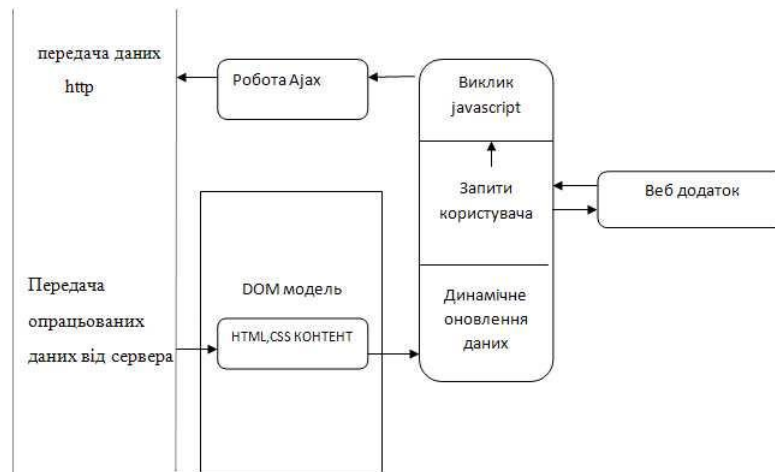 передача даних
http
Робота Ajax
Виклик
javascript
Запити
користувача
Веб додаток
Передача
опрацьованих
даних від сервера
DOM модель
HTML,CSS КОНТЕНТ
Динамічне
оновлення
даних